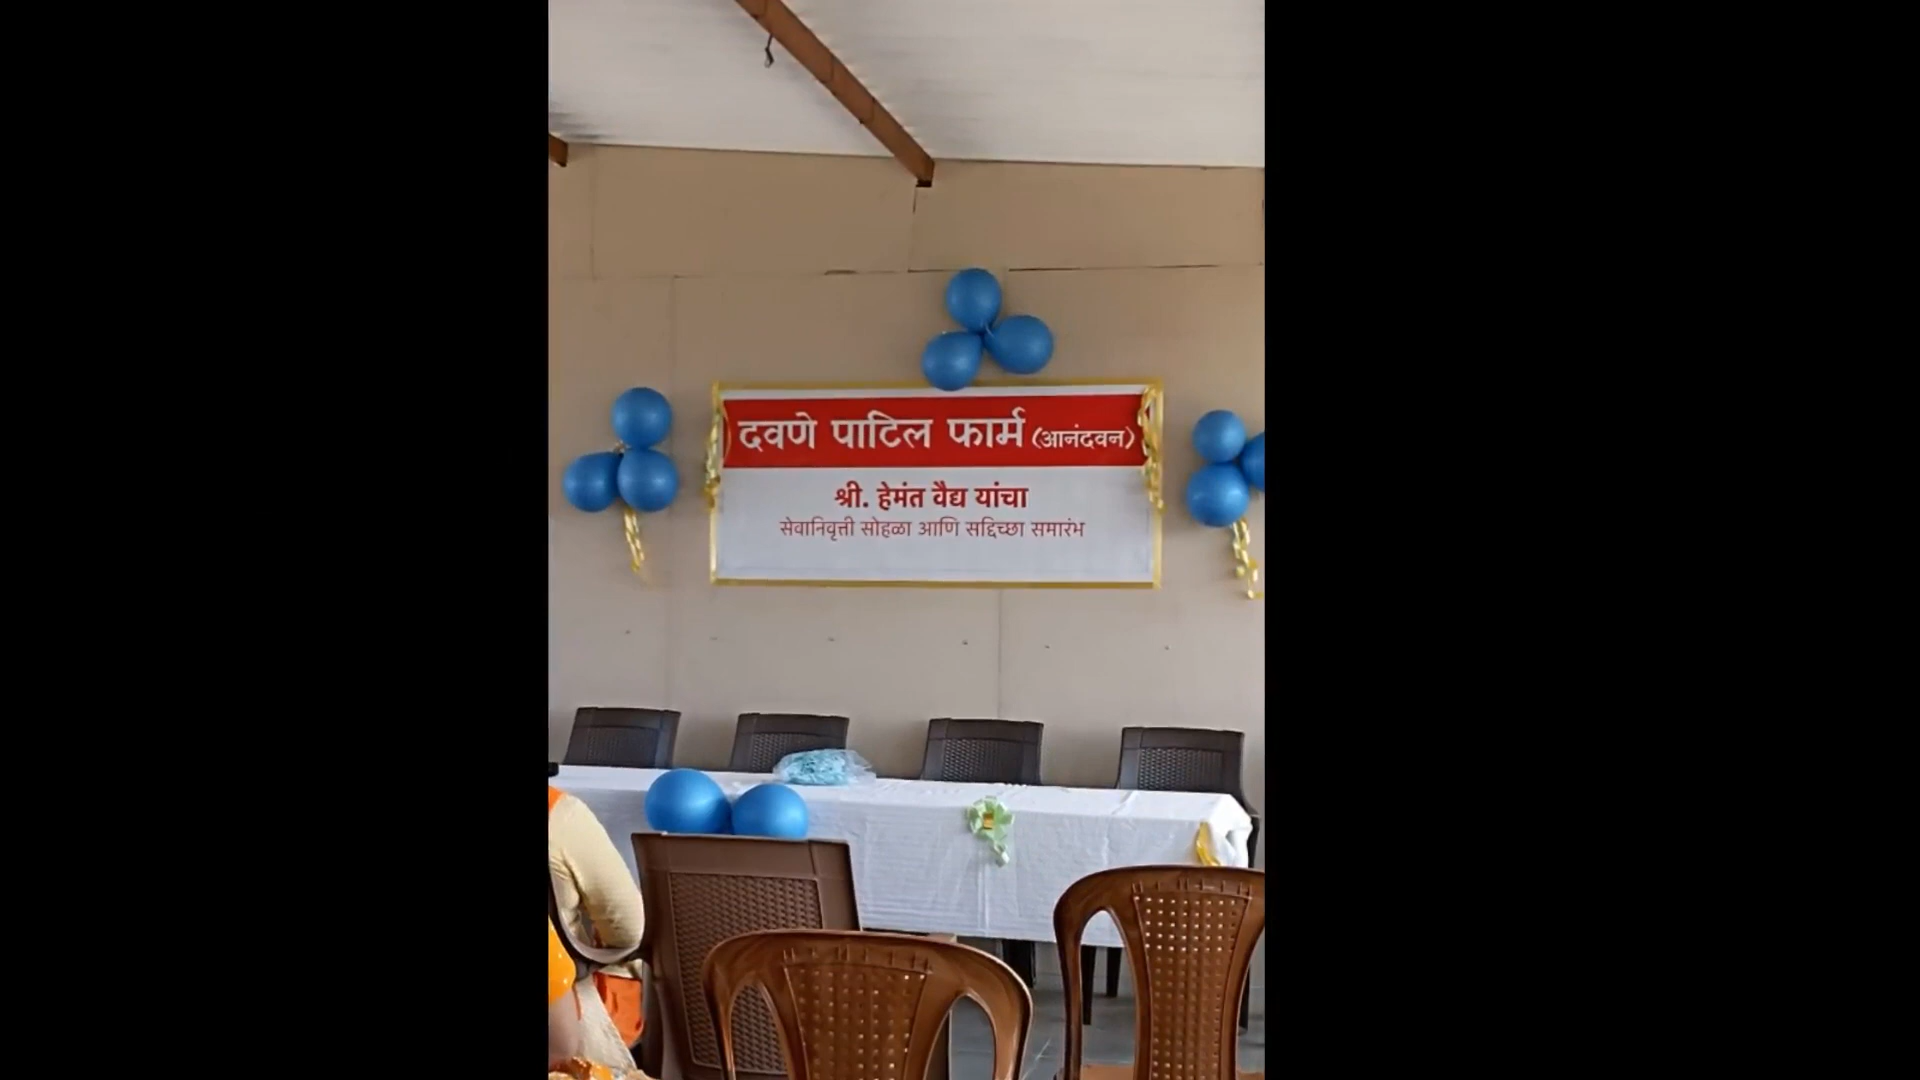 दवणे पाटिल फार्म (आनंदवन)
श्री. हेमंत वैद्य यांचा
सेवानिवृत्ती सोहळा आणि सद्दिच्छा समारंभ